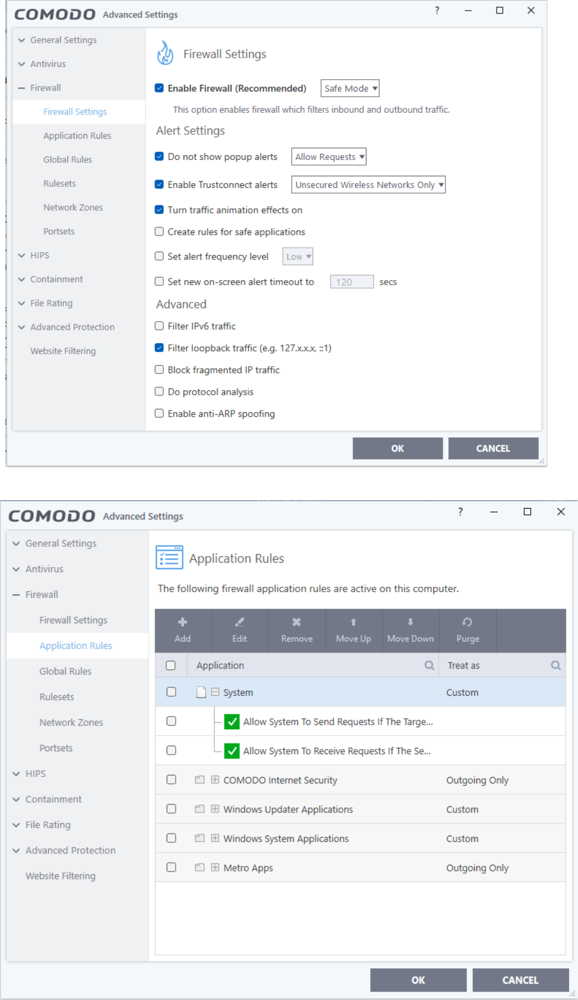 COMODO Advanced Settings ?
General Settings
Antivirus
Firewall
Firewall Settings
Application Rules
Global Rules
Rulesets
Network Zones
Portsets
HIPS
Containment
File Rating
Advanced Protection
Website Filtering
Firewall Settings
Enable Firewall (Recommended) Safe Mode
This option enables firewall which filters inbound and outbound traffic.
Alert Settings
Do not show popup alerts Allow Requests
Enable Trustconnect alerts Unsecured Wireless Networks Only
Turn traffic animation effects on
Create rules for safe applications
Set alert frequency level Low
Set new on-screen alert timeout to 120 secs
Advanced
Filter IPv6 traffic
Filter loopback traffic (e.g. 127.x.x.x, ::1)
Block fragmented IP traffic
Do protocol analysis
Enable anti-ARP spoofing
OK CANCEL
COMODO Advanced Settings ?
General Settings
Antivirus
Firewall
Firewall Settings
Application Rules
Global Rules
Rulesets
Network Zones
Portsets
HIPS
Containment
File Rating
Advanced Protection
Website Filtering
Application Rules
The following firewall application rules are active on this computer.
Add Edit Remove Move Up Move Down Purge
Application Treat as
System Custom
Allow System To Send Requests If The Targe...
Allow System To Receive Requests If The Se...
COMODO Internet Security Outgoing Only
Windows Updater Applications Custom
Windows System Applications Custom
Metro Apps Outgoing Only
OK CANCEL